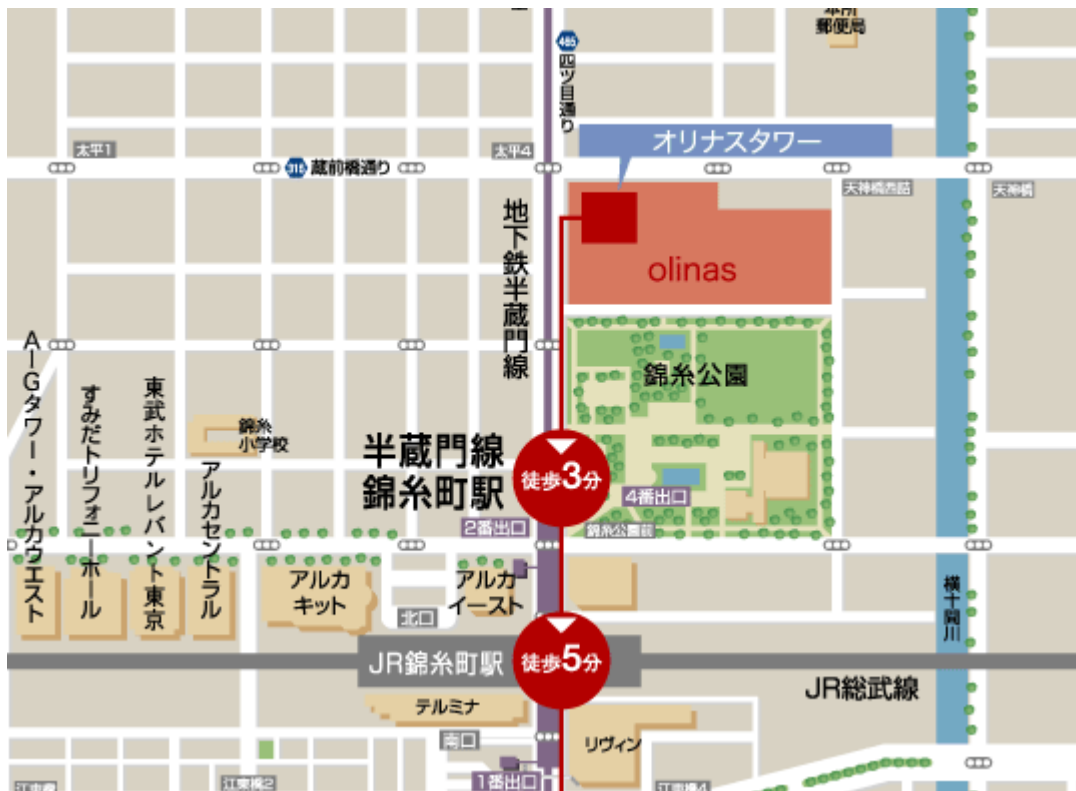 本所
郵便局
465
四ツ目通り
オリナスタワー
太平1
太平4
315
蔵前橋通り
天神橋西詰
天神橋
地下鉄半蔵門線
olinas
錦糸公園
AIGタワー・アルカウエスト
すみだトリフォニーホール
東武ホテルレバント東京
アルカセントラル
錦糸
小学校
半蔵門線
錦糸町駅
徒歩3分
4番出口
2番出口
錦糸公園前
アルカ
キット
アルカ
イースト
北口
横十間川
JR錦糸町駅
徒歩5分
JR総武線
テルミナ
南口
リヴィン
1番出口
江東橋2
江東橋4